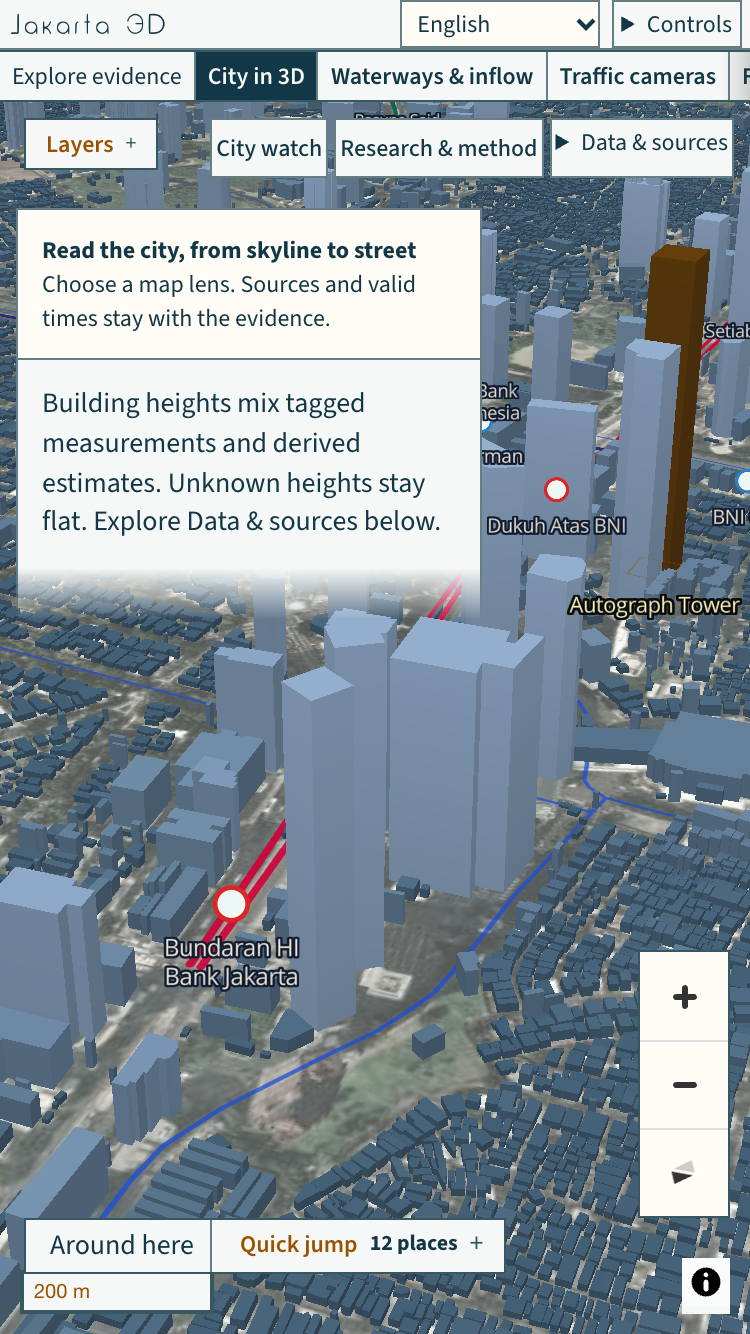 Jakarta 3D
English
Controls
Explore evidence
City in 3D
Waterways & inflow
Traffic cameras
Layers +
City watch
Research & method
Data & sources
Read the city, from skyline to street
Choose a map lens. Sources and valid
times stay with the evidence.
Building heights mix tagged
measurements and derived
estimates. Unknown heights stay
flat. Explore Data & sources below.
Bank
Dukuh Atas BNI
BNI
Autograph Tower
Bundaran HI
Bank Jakarta
+
−
Around here
Quick jump 12 places +
200 m